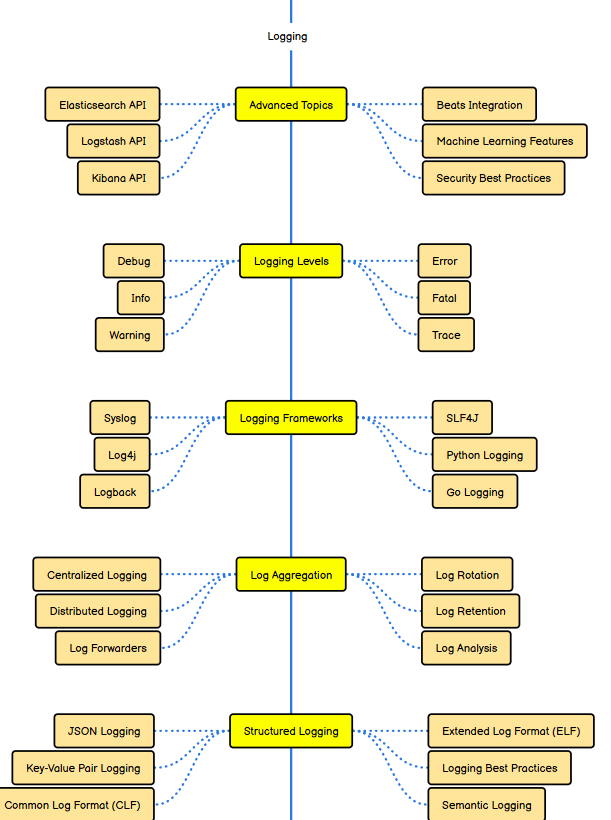 Logging
Elasticsearch API
Advanced Topics
Beats Integration
Logstash API
Machine Learning Features
Kibana API
Security Best Practices
Debug
Logging Levels
Error
Info
Fatal
Warning
Trace
Syslog
Logging Frameworks
SLF4J
Log4j
Python Logging
Logback
Go Logging
Centralized Logging
Log Aggregation
Log Rotation
Distributed Logging
Log Retention
Log Forwarders
Log Analysis
JSON Logging
Structured Logging
Extended Log Format (ELF)
Key-Value Pair Logging
Logging Best Practices
Common Log Format (CLF)
Semantic Logging